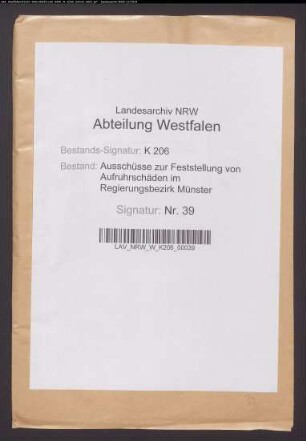 Landesarchiv NRW
Abteilung Westfalen
Bestands-Signatur: K 206
Bestand: Ausschüsse zur Feststellung von
Aufruhrschäden im
Regierungsbezirk Münster
Signatur: Nr. 39
LAV_NRW_W_K206_00039